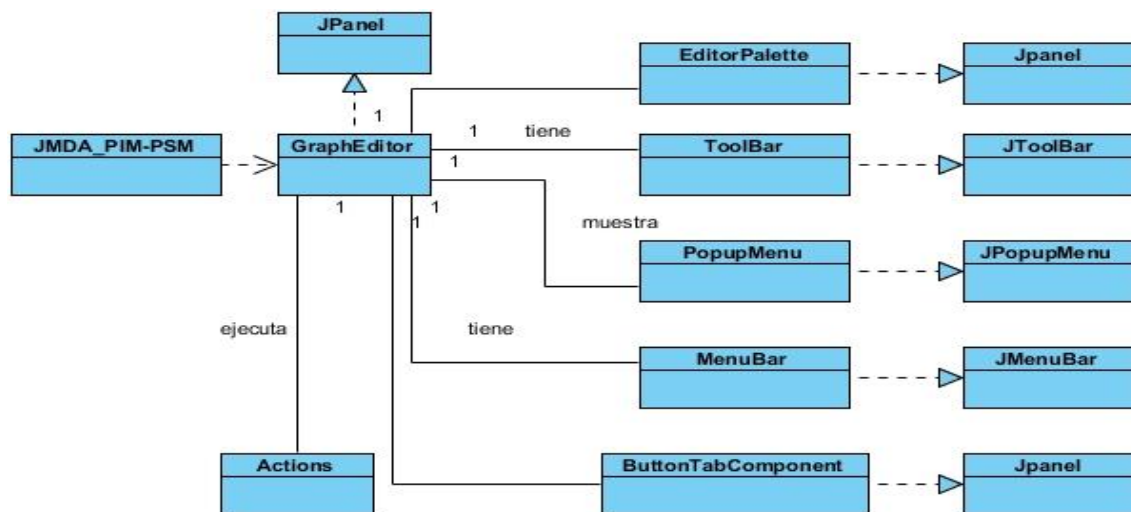 JPanel
EditorPalette
Jpanel
1
1 tiene
JMDA_PIM-PSM
GraphEditor
ToolBar
JToolBar
1
1
1
1
muestra
PopupMenu
JPopupMenu
ejecuta
tiene
MenuBar
JMenuBar
Actions
ButtonTabComponent
Jpanel